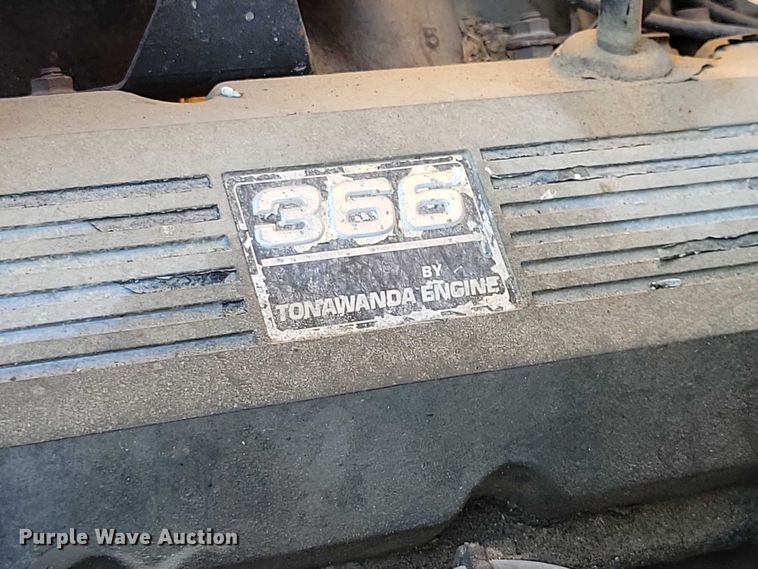 366
BY
TONAWANDA ENGINE
Purple Wave Auction